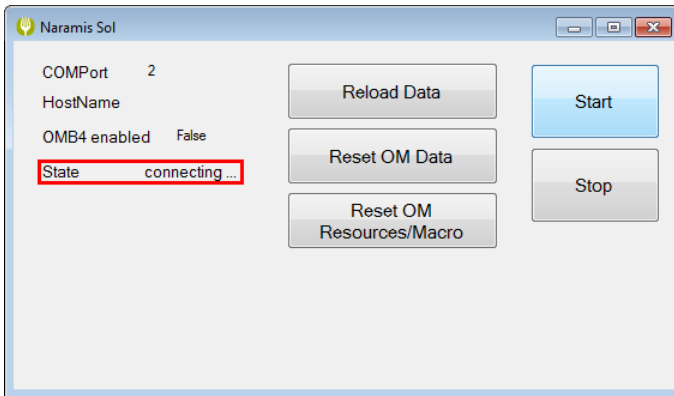 Naramis Sol
COMPort 2
HostName
OMB4 enabled False
State connecting ...
Reload Data
Reset OM Data
Reset OM
Resources/Macro
Start
Stop